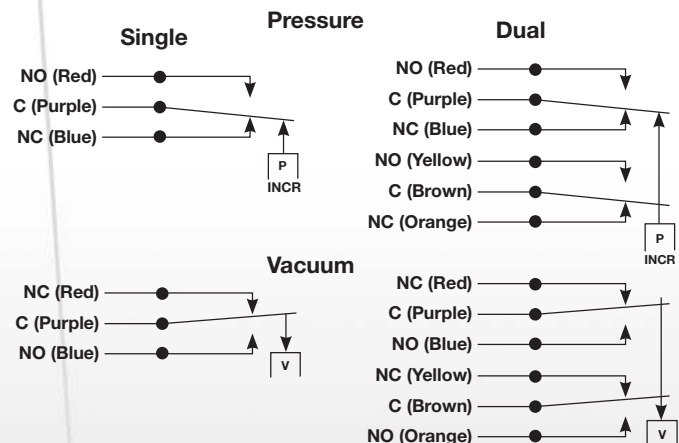 Pressure
Single
NO (Red)
C (Purple)
NC (Blue)
P
INCR
Dual
NO (Red)
C (Purple)
NC (Blue)
NO (Yellow)
C (Brown)
NC (Orange)
P
INCR
Vacuum
NC (Red)
C (Purple)
NO (Blue)
V
NC (Red)
C (Purple)
NO (Blue)
NC (Yellow)
C (Brown)
NO (Orange)
V